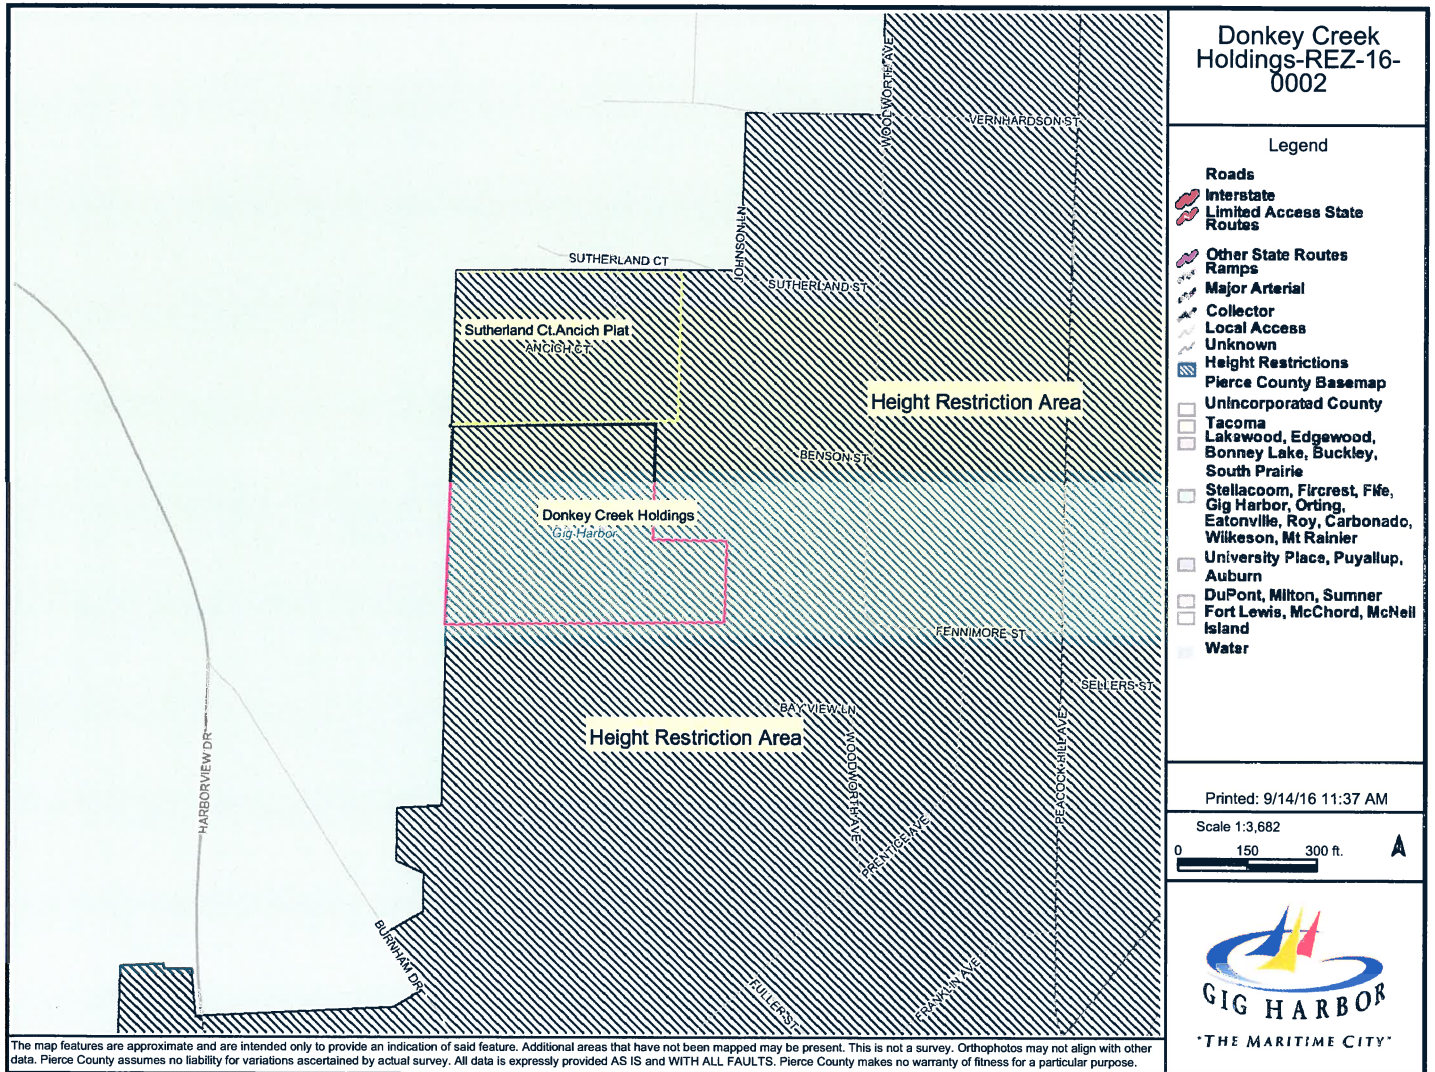 Donkey Creek
Holdings-REZ-16-
0002
Legend
Roads
Interstate
Limited Access State
Routes
Other State Routes
Ramps
Major Arterial
Collector
Local Access
Unknown
Height Restrictions
Pierce County Basemap
Unincorporated County
Tacoma
Lakewood, Edgewood,
Bonney Lake, Buckley,
South Prairie
Steilacoom, Fircrest, Fife,
Gig Harbor, Orting,
Eatonville, Roy, Carbonado,
Wilkeson, Mt Rainier
University Place, Puyallup,
Auburn
DuPont, Milton, Sumner
Fort Lewis, McChord, McNeil
Island
Water
Printed: 9/14/16 11:37 AM
Scale 1:3,682
0 150 300 ft.
GIG HARBOR
"THE MARITIME CITY"
WOODWORTH AVE
VERNHARDSON ST
JOHNSON LN
SUTHERLAND CT
SUTHERLAND ST
Sutherland Ct.Ancich Plat
ANCICH CT
Height Restriction Area
BENSON ST
Donkey Creek Holdings
Gig Harbor
FENNIMORE ST
SELLERS ST
BAY VIEW LN
Height Restriction Area
WOODWORTH AVE
PEACOCK HILL AVE
HARBORVIEW DR
PRENTICE AVE
BURNHAM DR
FULLER ST
FRANKLIN AVE
The map features are approximate and are intended only to provide an indication of said feature. Additional areas that have not been mapped may be present. This is not a survey. Orthophotos may not align with other
data. Pierce County assumes no liability for variations ascertained by actual survey. All data is expressly provided AS IS and WITH ALL FAULTS. Pierce County makes no warranty of fitness for a particular purpose.